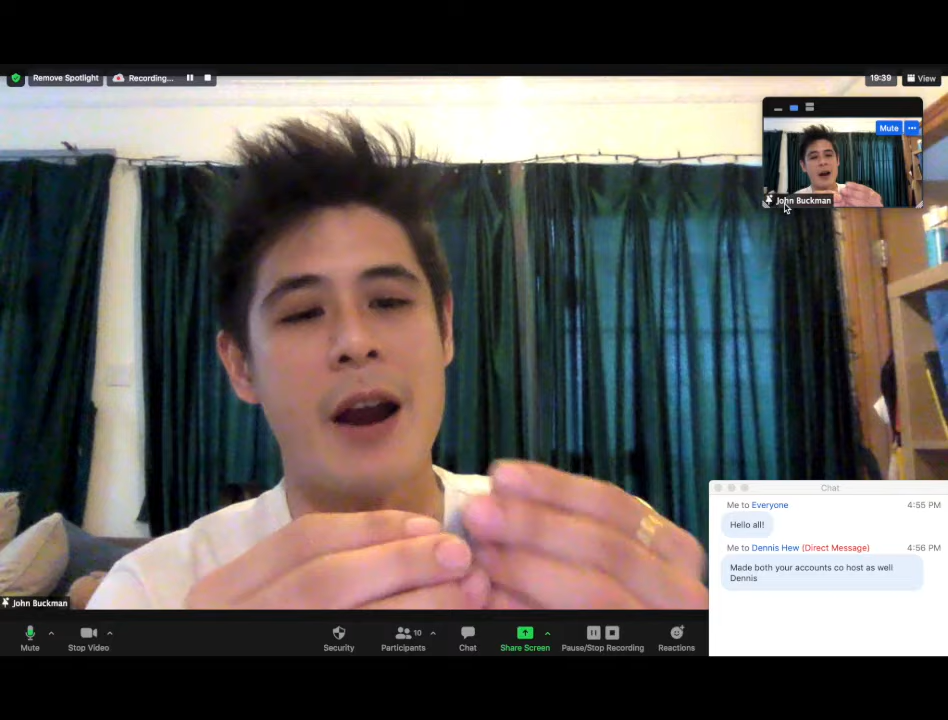 Remove Spotlight
Recording...
19:39
View
Mute
...
John Buckman
Chat
Me to Everyone
4:55 PM
Hello all!
Me to Dennis Hew (Direct Message)
4:56 PM
Made both your accounts co host as well
Dennis
John Buckman
Mute
Stop Video
Security
10
Participants
Chat
Share Screen
Pause/Stop Recording
Reactions